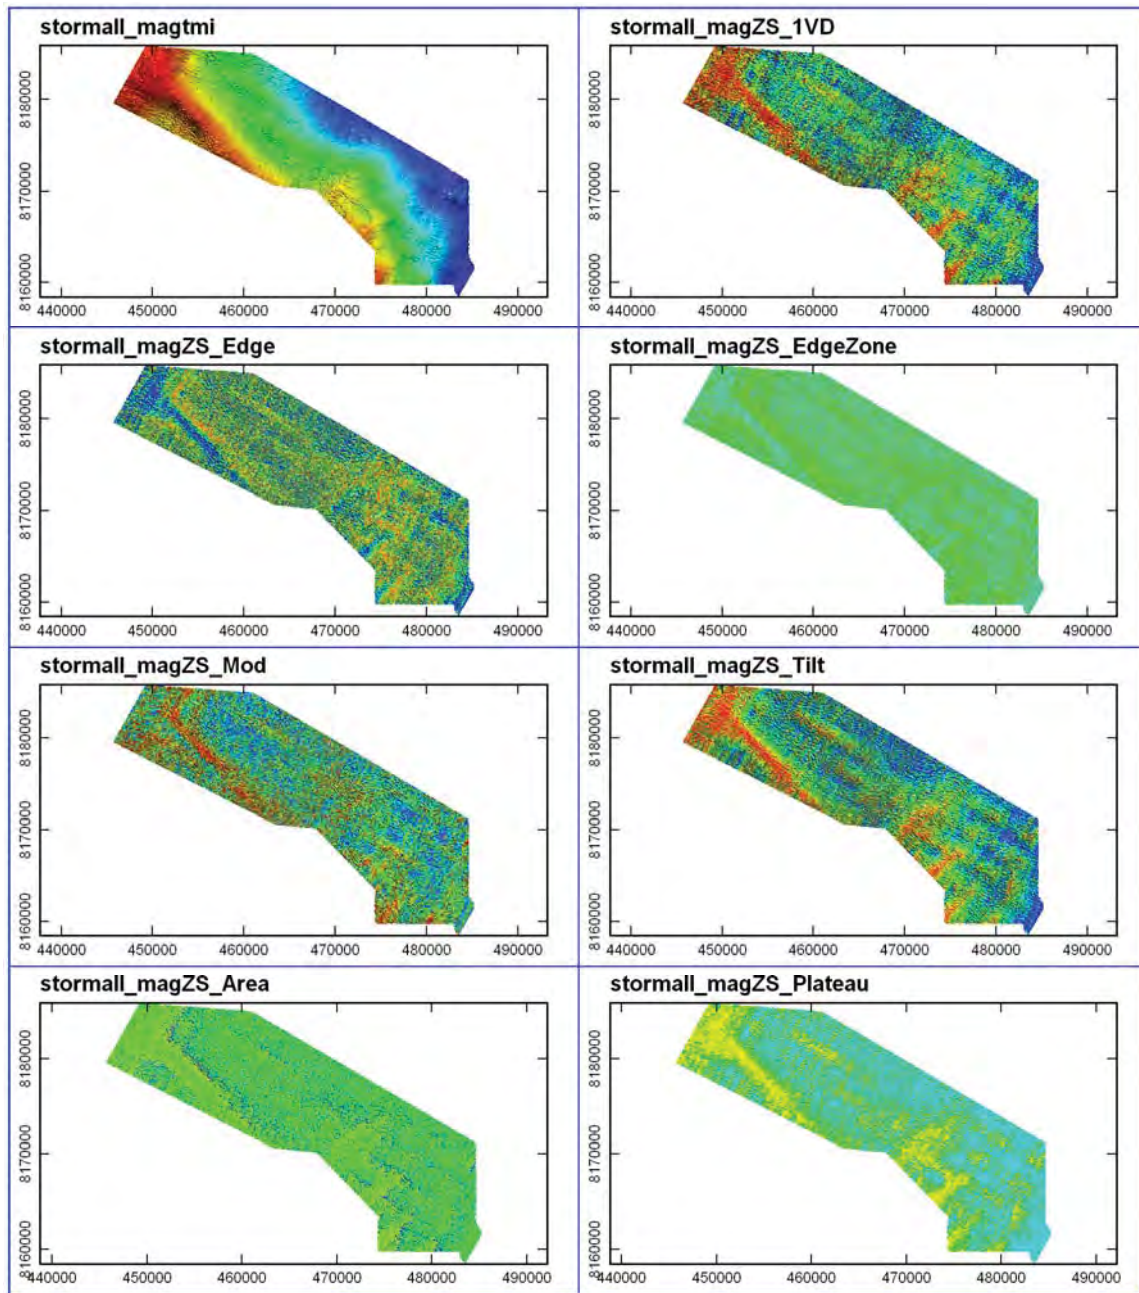 stormall_magtmi
8180000
8170000
8160000
440000 450000 460000 470000 480000 490000
stormall_magZS_1VD
8180000
8170000
8160000
440000 450000 460000 470000 480000 490000
stormall_magZS_Edge
8180000
8170000
8160000
440000 450000 460000 470000 480000 490000
stormall_magZS_EdgeZone
8180000
8170000
8160000
440000 450000 460000 470000 480000 490000
stormall_magZS_Mod
8180000
8170000
8160000
440000 450000 460000 470000 480000 490000
stormall_magZS_Tilt
8180000
8170000
8160000
440000 450000 460000 470000 480000 490000
stormall_magZS_Area
8180000
8170000
8160000
440000 450000 460000 470000 480000 490000
stormall_magZS_Plateau
8180000
8170000
8160000
440000 450000 460000 470000 480000 490000